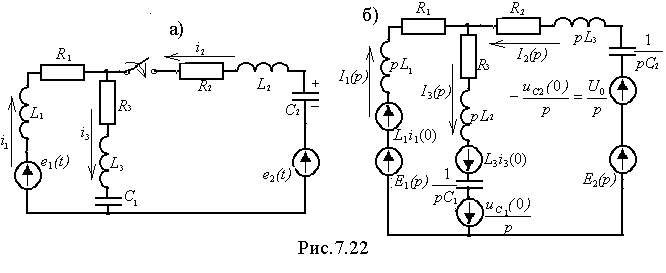 а)
i₂
R₁
R₂
L₂
R₃
L₁
i₁
i₃
L₃
C₂
+
−
e₁(t)
e₂(t)
C₁
б)
R₁
R₂
pL₃
I₁(p)
pL₁
R₃
I₂(p)
1/pC₂
I₃(p)
pL₂
−u_C2(0)/p = U₀/p
L₁i₁(0)
L₃i₃(0)
E₁(p)
1/pC₁
E₂(p)
u_C₁(0)/p
Рис.7.22